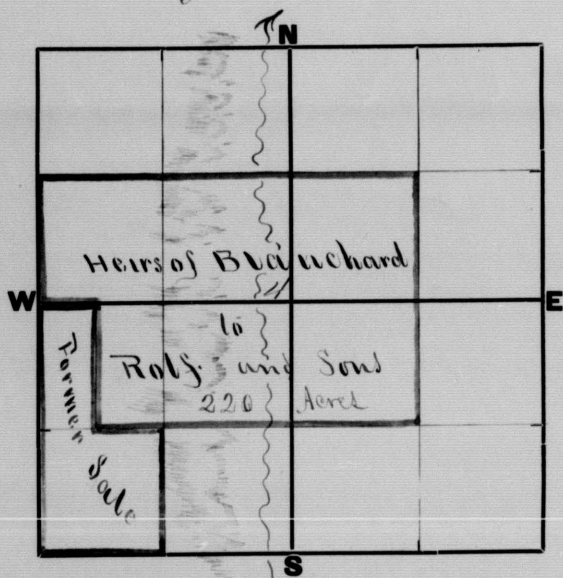 N
Heirs of Blanchard
W
E
to
Rolf and Sons
220 Acres
Former Sale
S